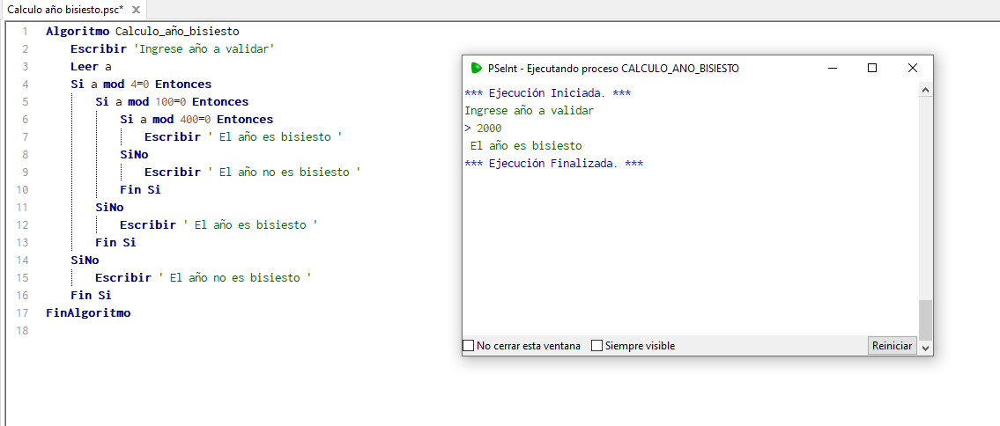 Calculo año bisiesto.psc*
1 Algoritmo Calculo_año_bisiesto
2 Escribir 'Ingrese año a validar'
3 Leer a
4 Si a mod 4=0 Entonces
5 Si a mod 100=0 Entonces
6 Si a mod 400=0 Entonces
7 Escribir ' El año es bisiesto '
8 SiNo
9 Escribir ' El año no es bisiesto '
10 Fin Si
11 SiNo
12 Escribir ' El año es bisiesto '
13 Fin Si
14 SiNo
15 Escribir ' El año no es bisiesto '
16 Fin Si
17 FinAlgoritmo
18
PSeInt - Ejecutando proceso CALCULO_ANO_BISIESTO
*** Ejecución Iniciada. ***
Ingrese año a validar
> 2000
El año es bisiesto
*** Ejecución Finalizada. ***
No cerrar esta ventana Siempre visible Reiniciar